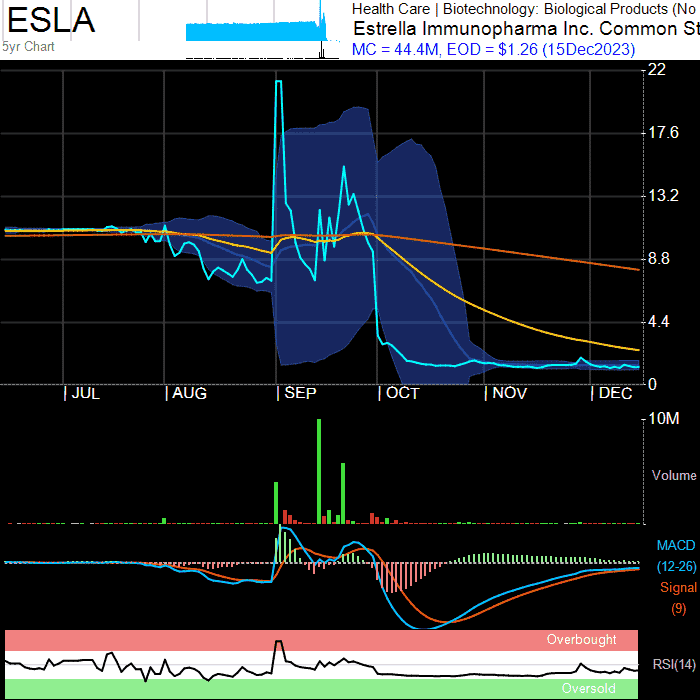 ESLA
5yr Chart
Health Care | Biotechnology: Biological Products (No
Estrella Immunopharma Inc. Common St
MC = 44.4M, EOD = $1.26 (15Dec2023)
22
17.6
13.2
8.8
4.4
0
| JUL | AUG | SEP | OCT | NOV | DEC
10M
Volume
MACD
(12-26)
Signal
(9)
Overbought
RSI(14)
Oversold